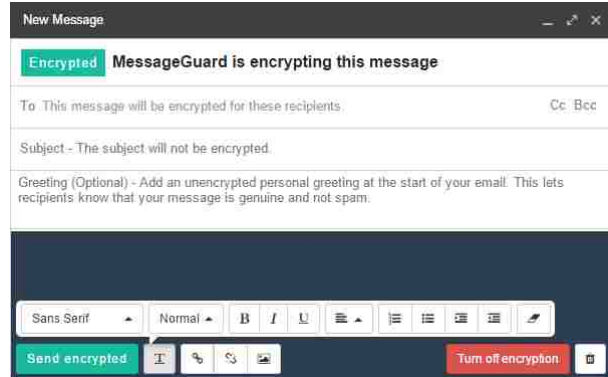 New Message
Encrypted MessageGuard is encrypting this message
To This message will be encrypted for these recipients. Cc Bcc
Subject - The subject will not be encrypted.
Greeting (Optional) - Add an unencrypted personal greeting at the start of your email. This lets
recipients know that your message is genuine and not spam.
Sans Serif Normal B I U
Send encrypted T Turn off encryption